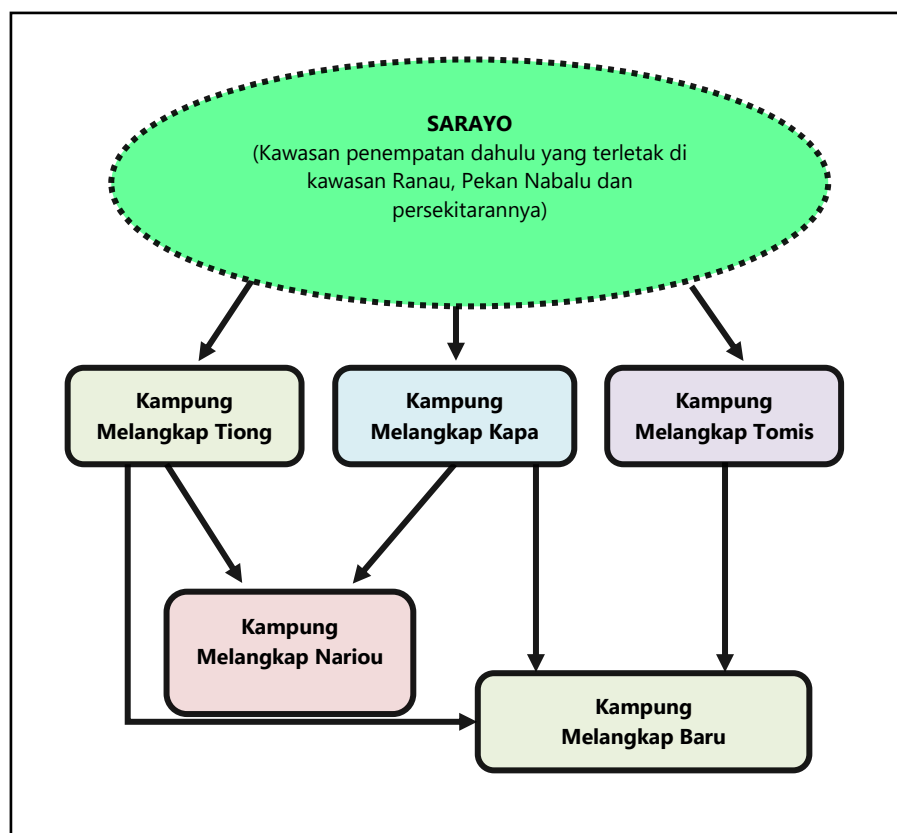 SARAYO
(Kawasan penempatan dahulu yang terletak di
kawasan Ranau, Pekan Nabalu dan
persekitarannya)
Kampung
Melangkap Tiong
Kampung
Melangkap Kapa
Kampung
Melangkap Tomis
Kampung
Melangkap Nariou
Kampung
Melangkap Baru